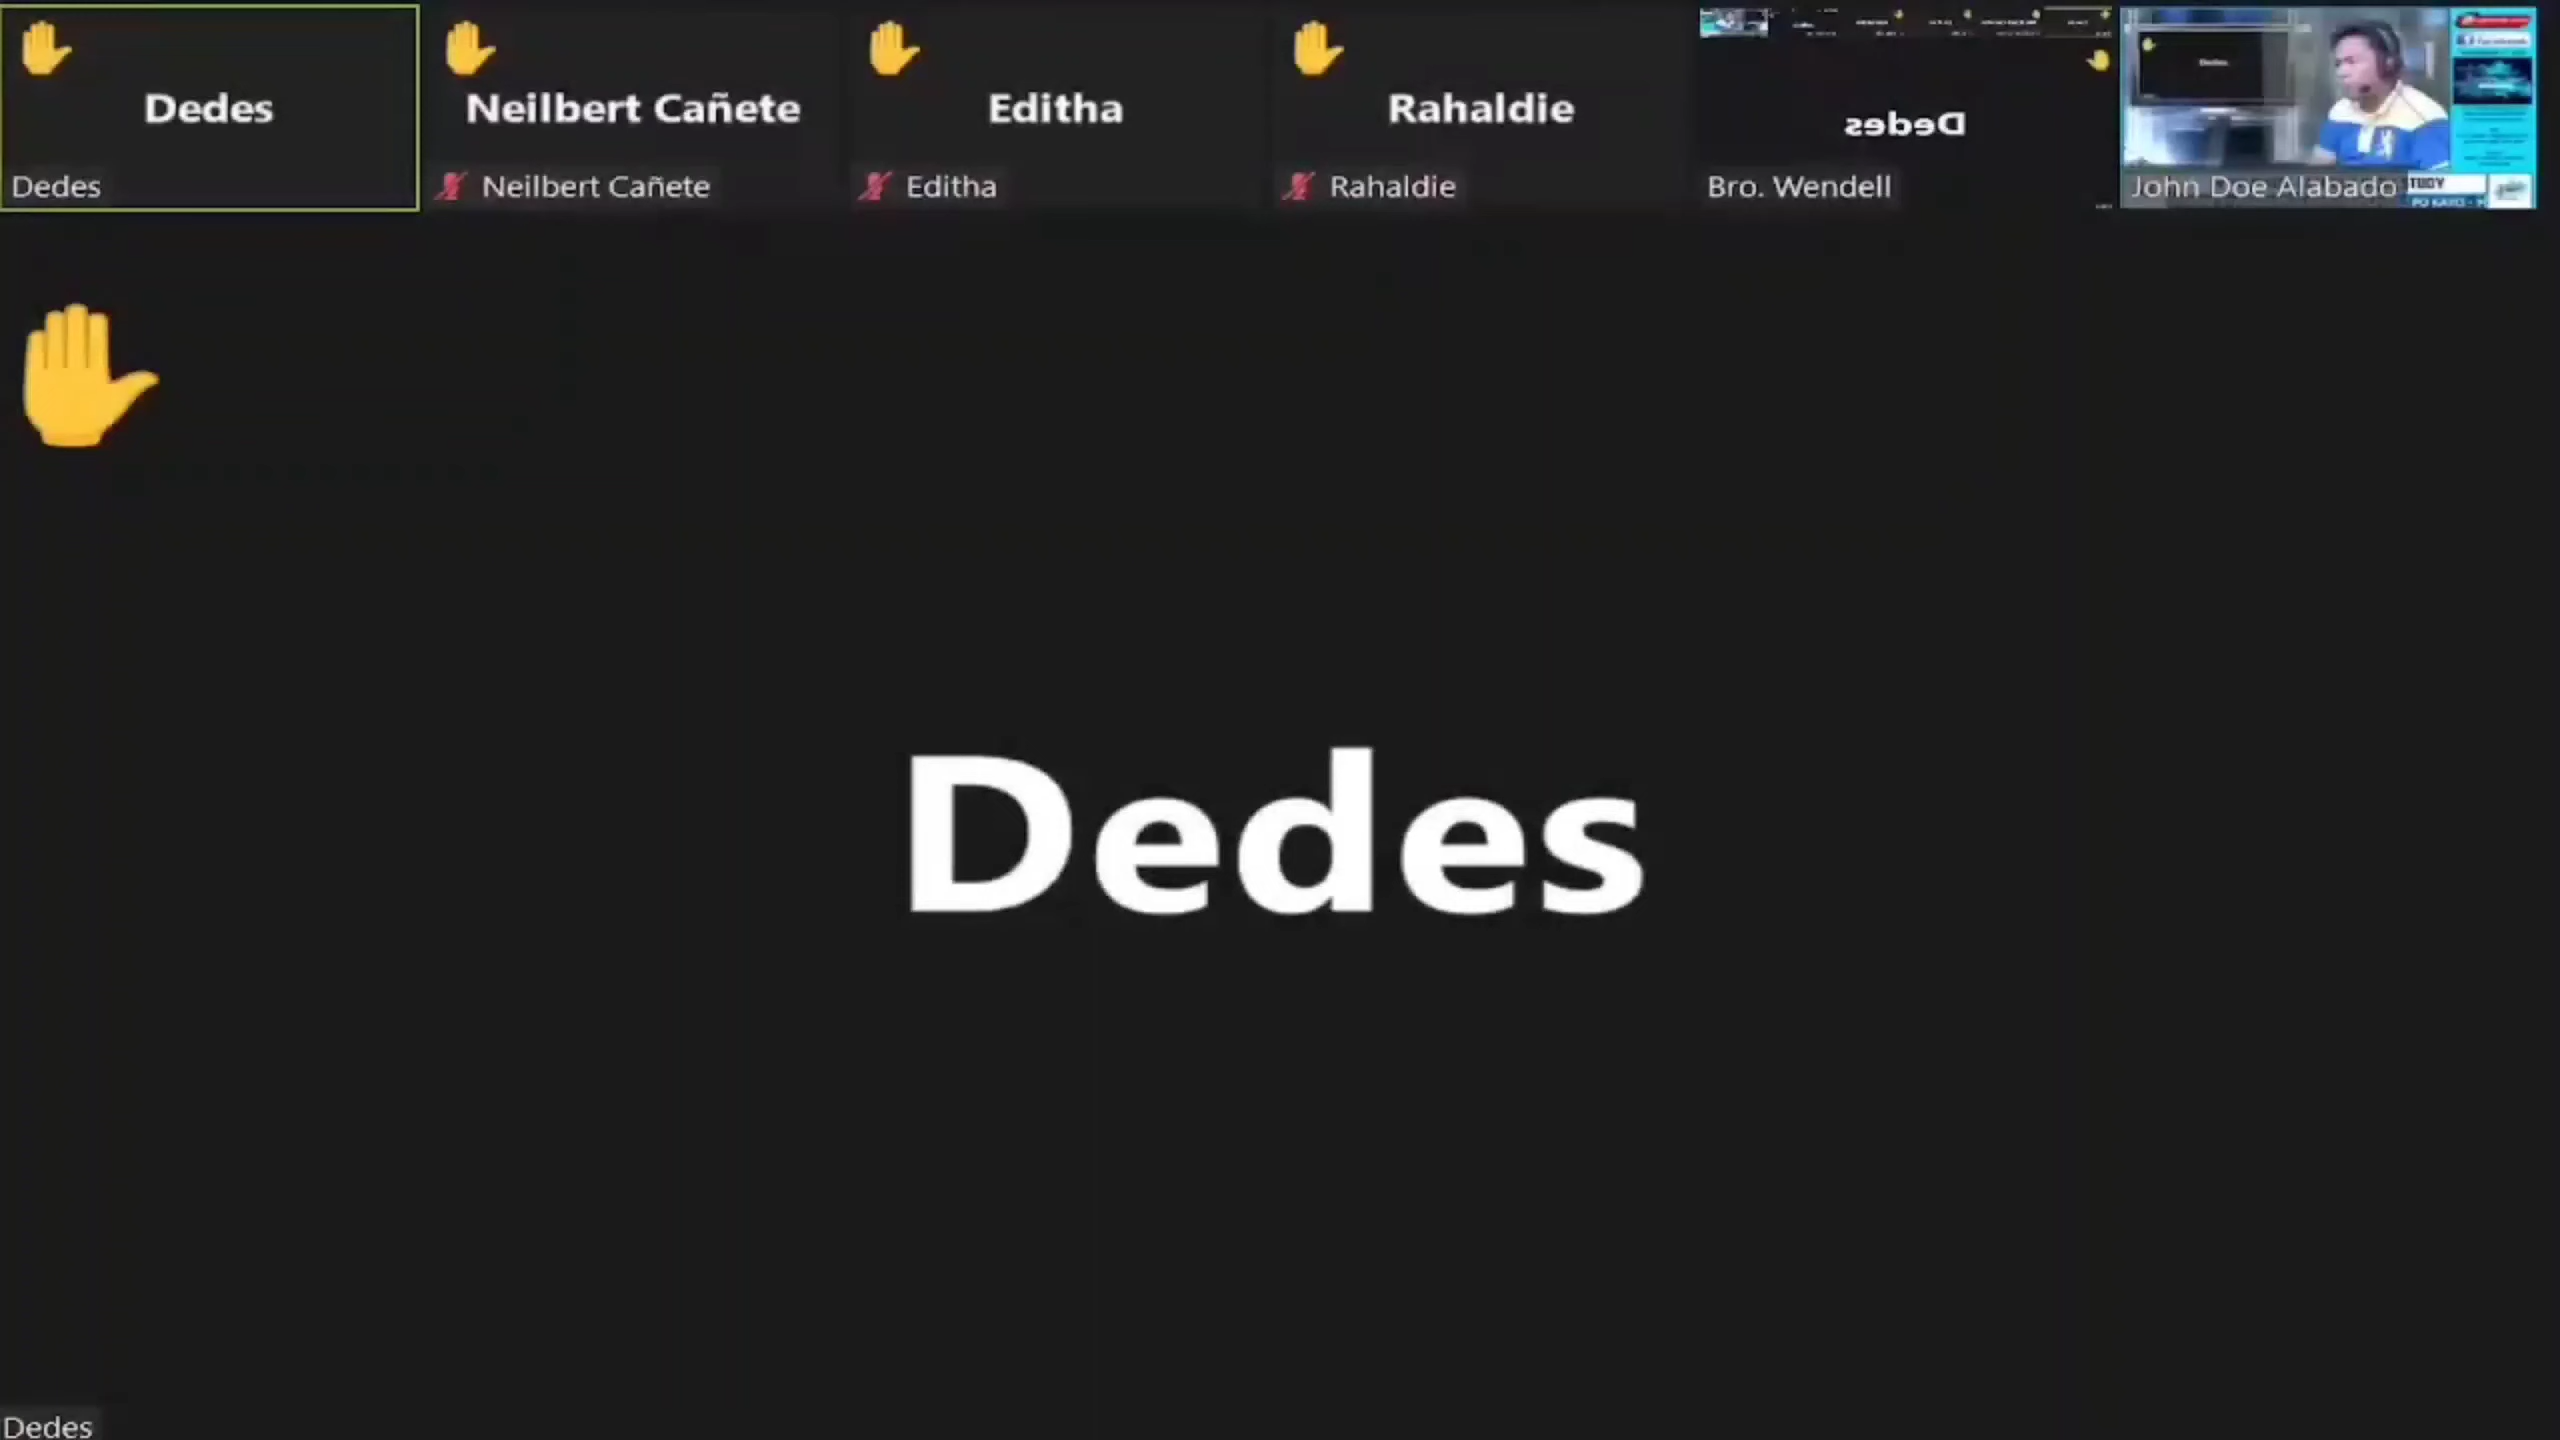 Dedes
Dedes
Neilbert Cañete
Neilbert Cañete
Editha
Editha
Rahaldie
Rahaldie
Dedes
Bro. Wendell
John Doe Alabado
Dedes
Dedes